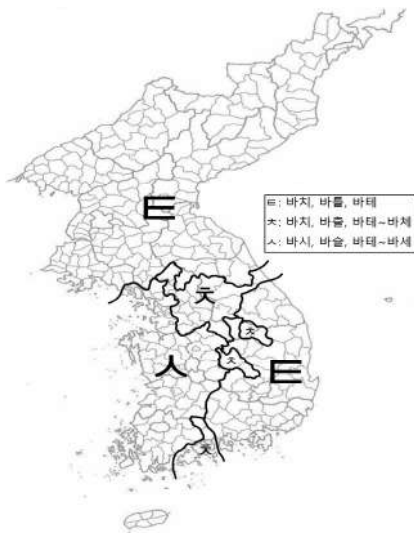 ㅌ
ㅌ: 바치, 바틀, 바테
ㅊ: 바치, 바츨, 바테~바체
ㅅ: 바시, 바슬, 바테~바세
ㅊ
ㅊ
ㅅ
ㅊ
ㅌ
ㅊ